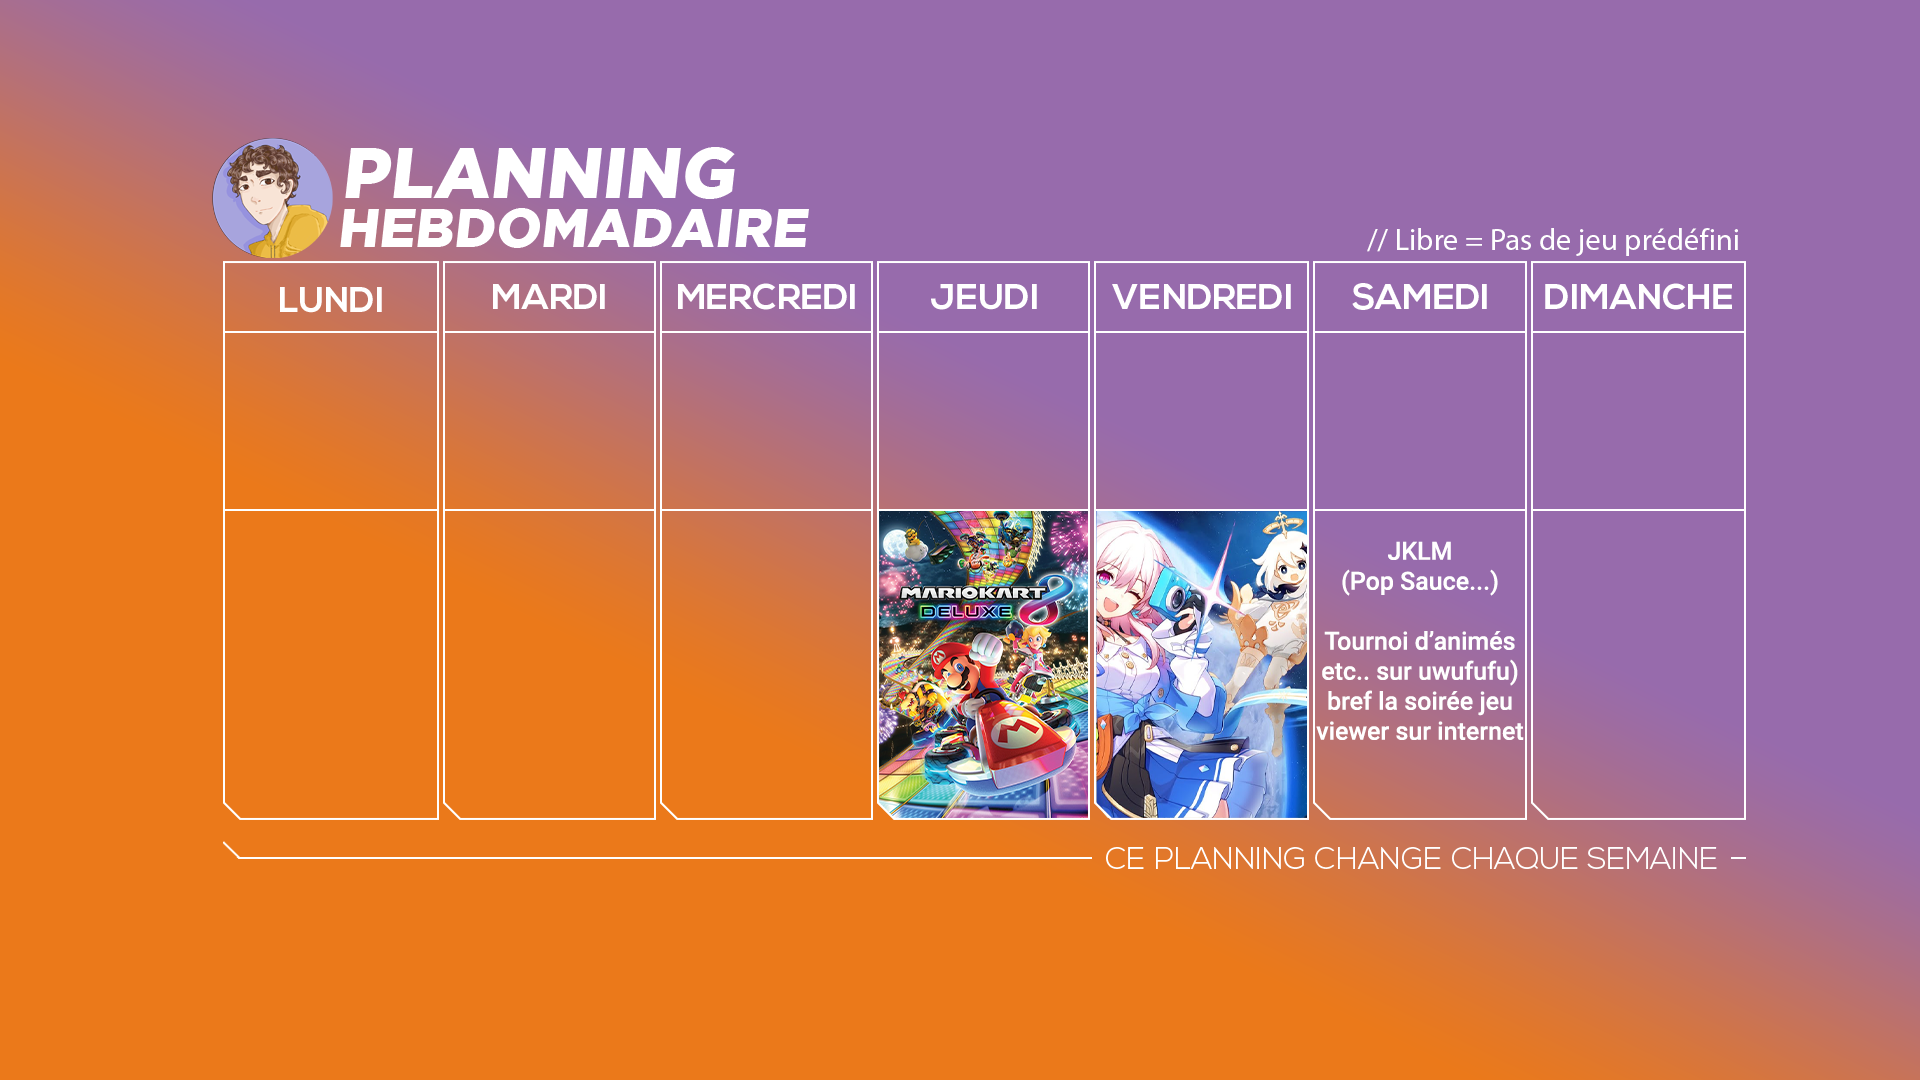 PLANNING
HEBDOMADAIRE
// Libre = Pas de jeu prédéfini
LUNDI
MARDI
MERCREDI
JEUDI
VENDREDI
SAMEDI
DIMANCHE
MARIOKART 8
DELUXE
JKLM
(Pop Sauce...)
Tournoi d’animés
etc.. sur uwufufu)
bref la soirée jeu
viewer sur internet
CE PLANNING CHANGE CHAQUE SEMAINE